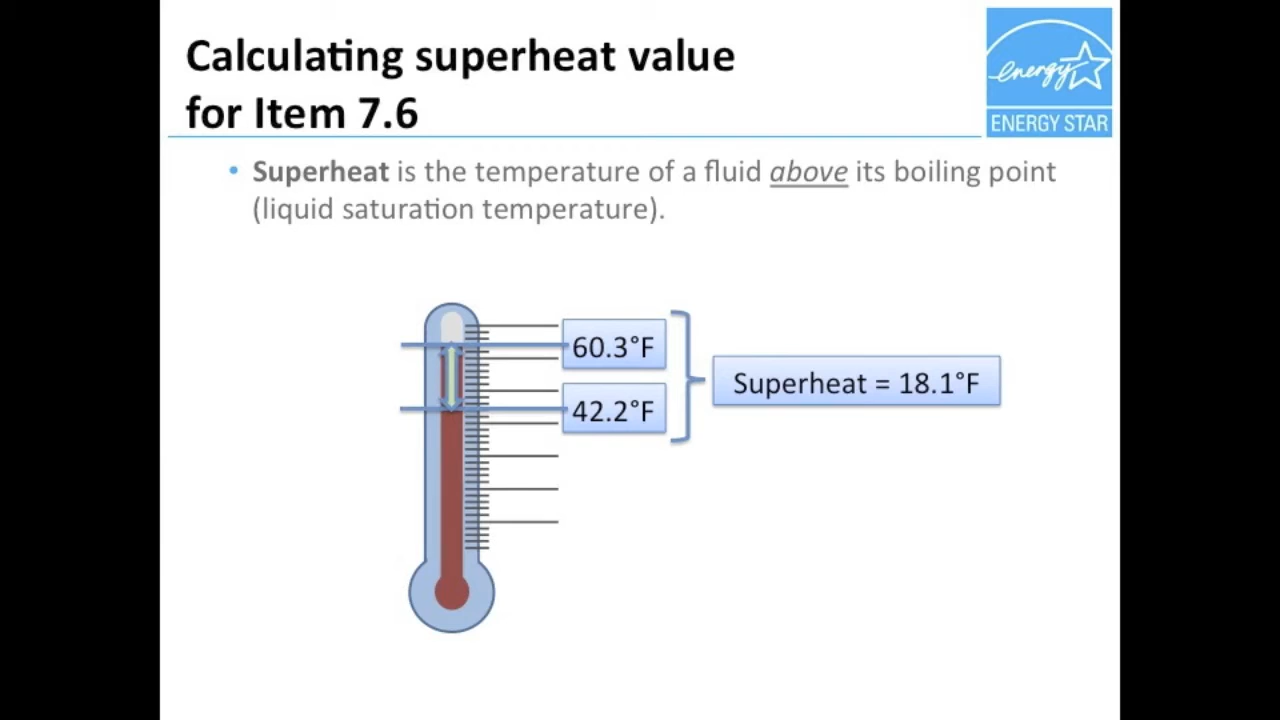 Calculating superheat value
for Item 7.6
energy
ENERGY STAR
• Superheat is the temperature of a fluid above its boiling point
(liquid saturation temperature).
60.3°F
42.2°F
Superheat = 18.1°F